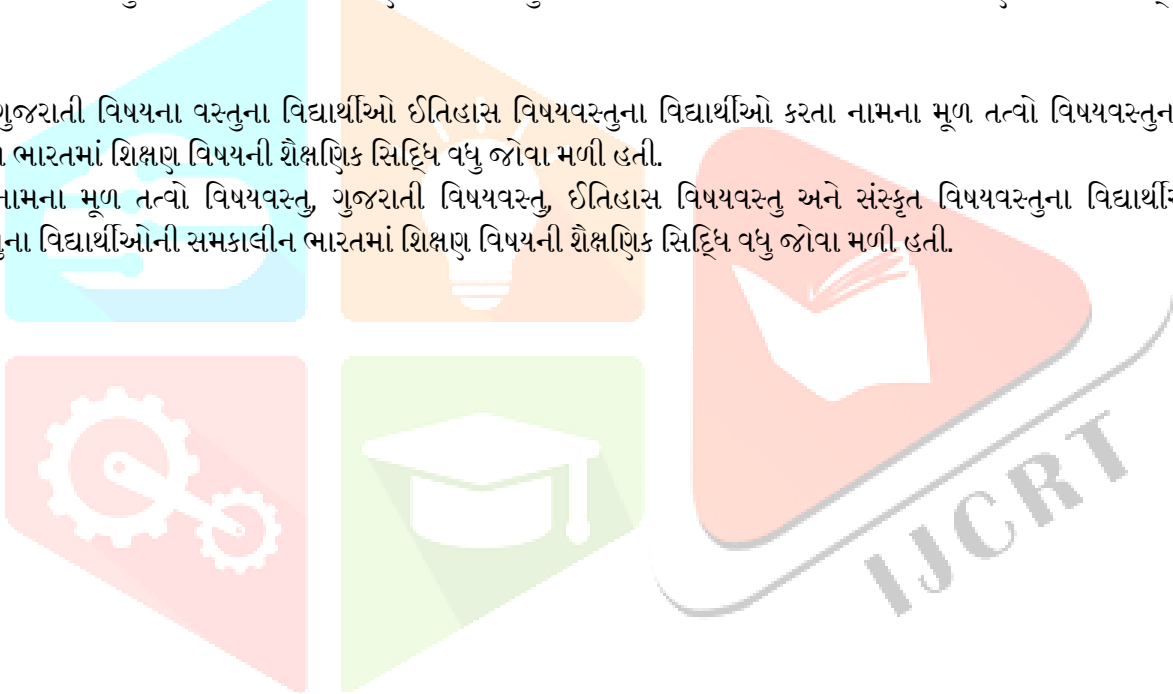 ગુજરાતી વિષયના વસ્તુના વિદ્યાર્થીઓ ઈતિહાસ વિષયવસ્તુના વિદ્યાર્થીઓ કરતા નામના મૂળ તત્વો
ભારતમાં શિક્ષણ વિષયની શૈક્ષણિક સિદ્ધિ વધુ જોવા મળી હતી.
નામના મૂળ તત્વો વિષયવસ્તુ, ગુજરાતી વિષયવસ્તુ, ઈતિહાસ વિષયવસ્તુ અને સંસ્કૃત વિષયવસ્તુના
વિદ્યાર્થીઓની સમકાલીન ભારતમાં શિક્ષણ વિષયની શૈક્ષણિક સિદ્ધિ વધુ જોવા મળી હતી.
IJCRT